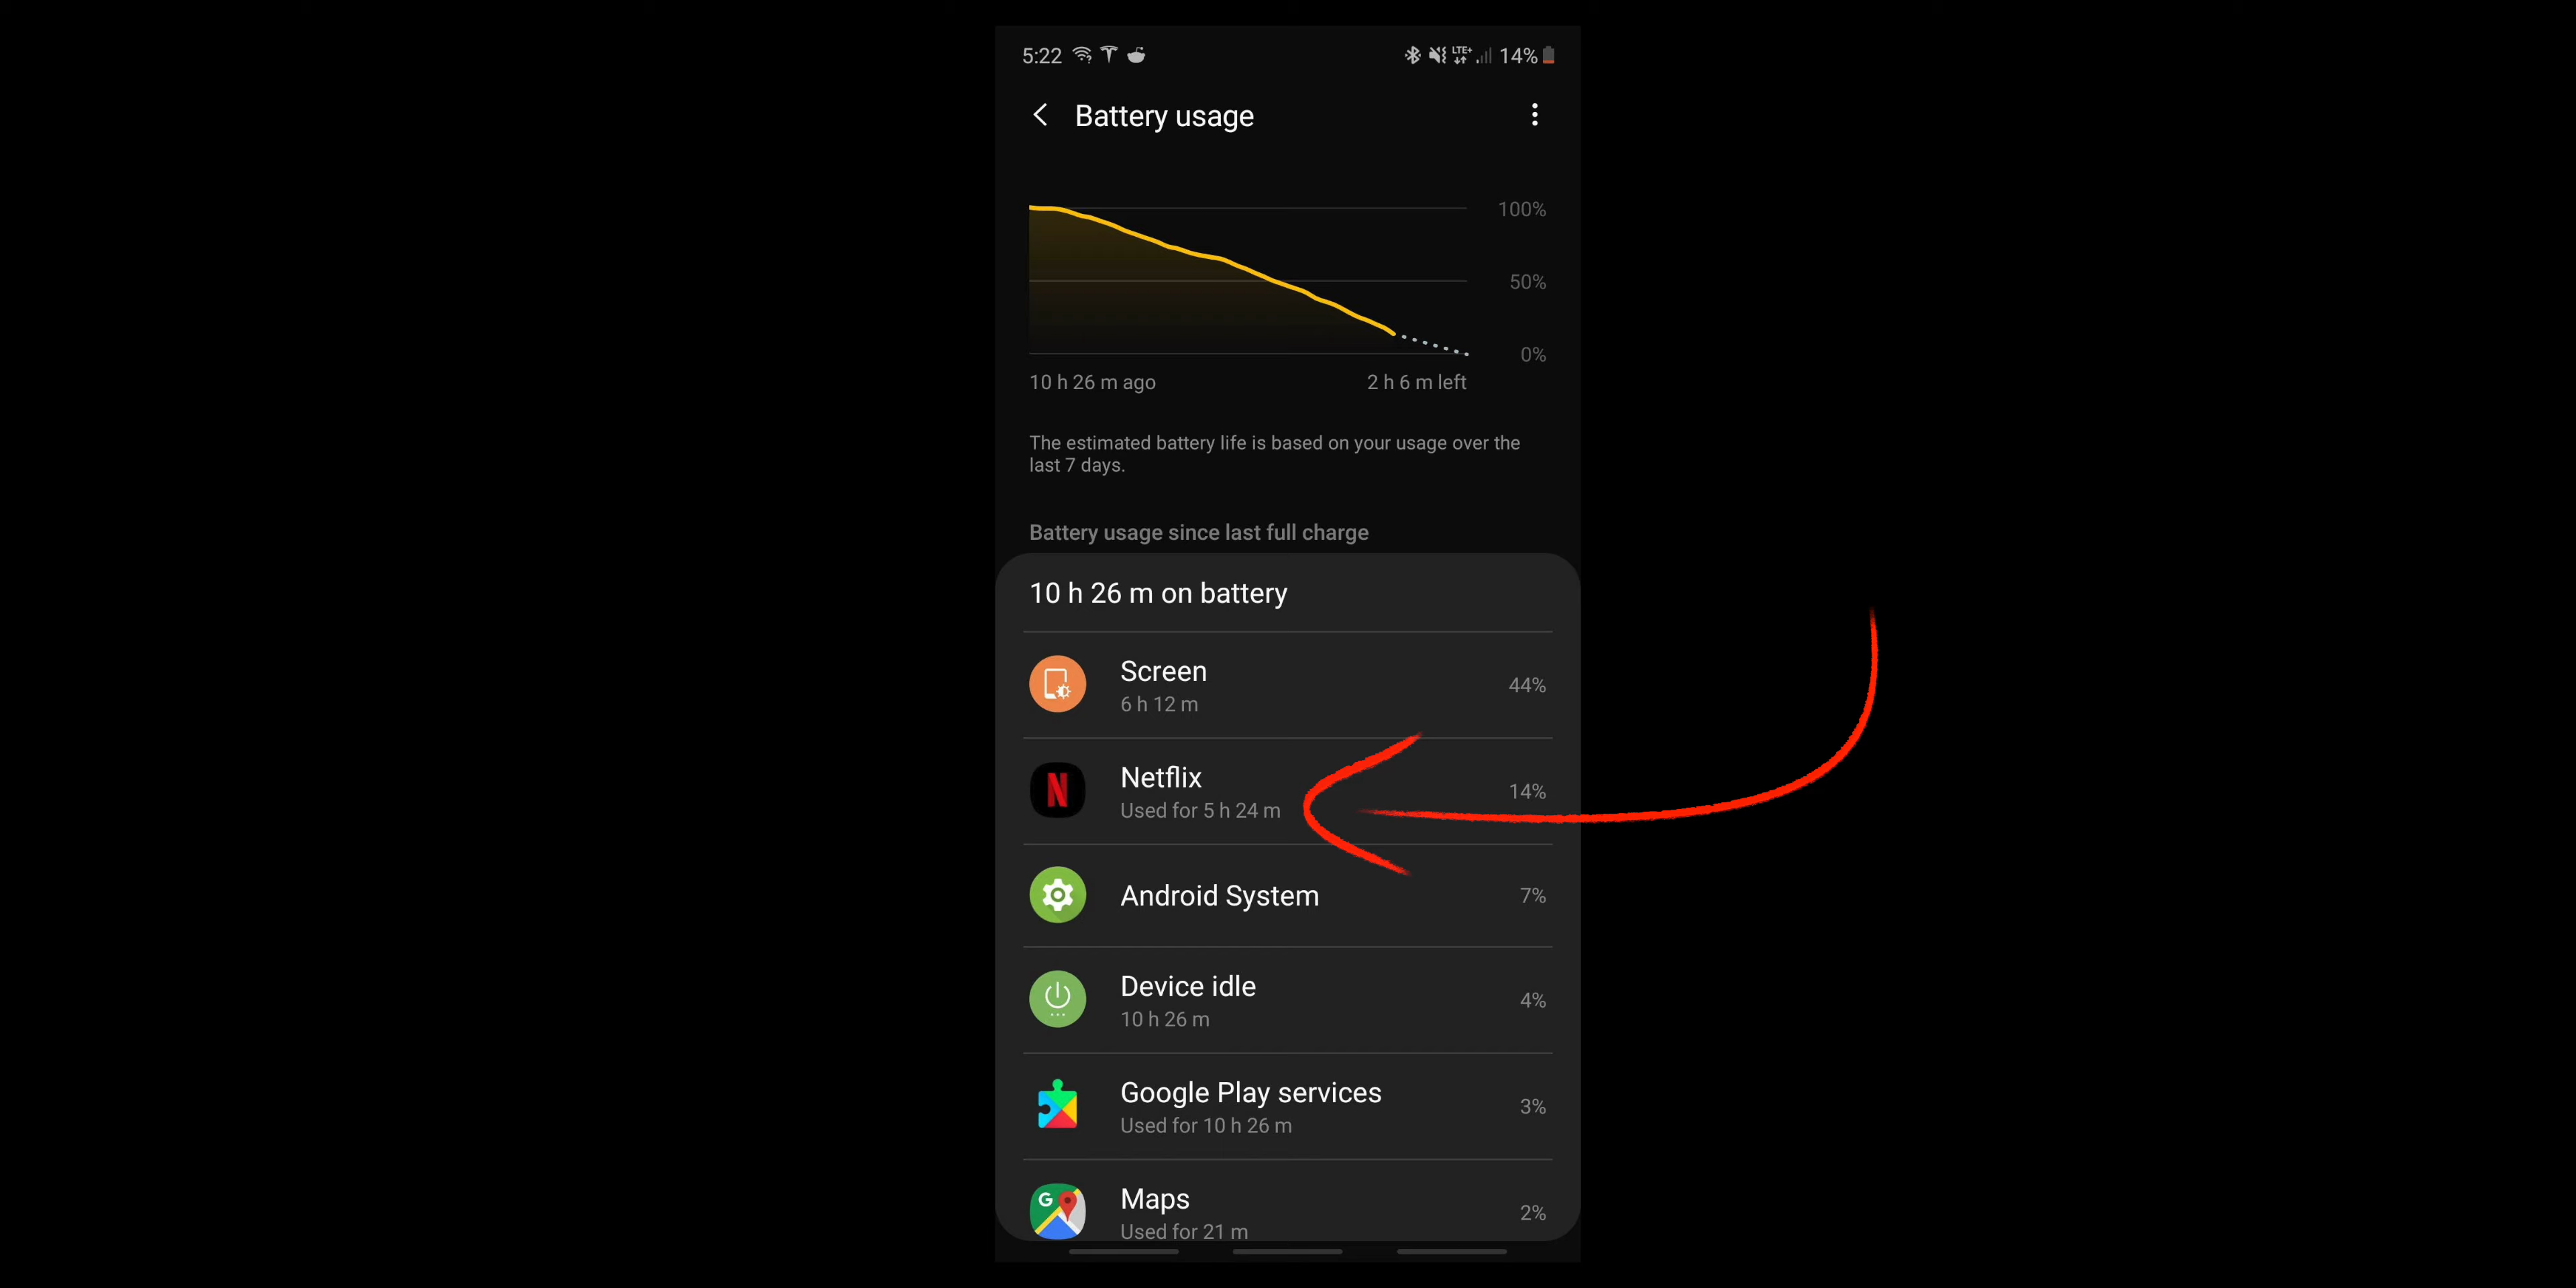 5:22 LTE+ 14%
Battery usage
100%
50%
0%
10 h 26 m ago 2 h 6 m left
The estimated battery life is based on your usage over the
last 7 days.
Battery usage since last full charge
10 h 26 m on battery
Screen
6 h 12 m
44%
N
Netflix
Used for 5 h 24 m
14%
Android System
7%
Device idle
10 h 26 m
4%
Google Play services
Used for 10 h 26 m
3%
G
Maps
Used for 21 m
2%